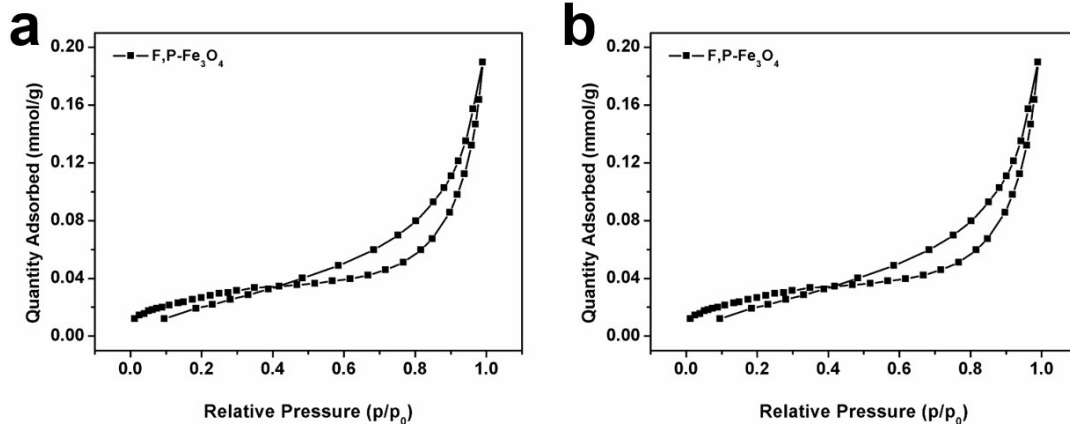 a
F,P-Fe3O4
0.20
0.16
0.12
0.08
0.04
0.00
Quantity Adsorbed (mmol/g)
0.0 0.2 0.4 0.6 0.8 1.0
Relative Pressure (p/p0)
b
F,P-Fe3O4
0.20
0.16
0.12
0.08
0.04
0.00
Quantity Adsorbed (mmol/g)
0.0 0.2 0.4 0.6 0.8 1.0
Relative Pressure (p/p0)